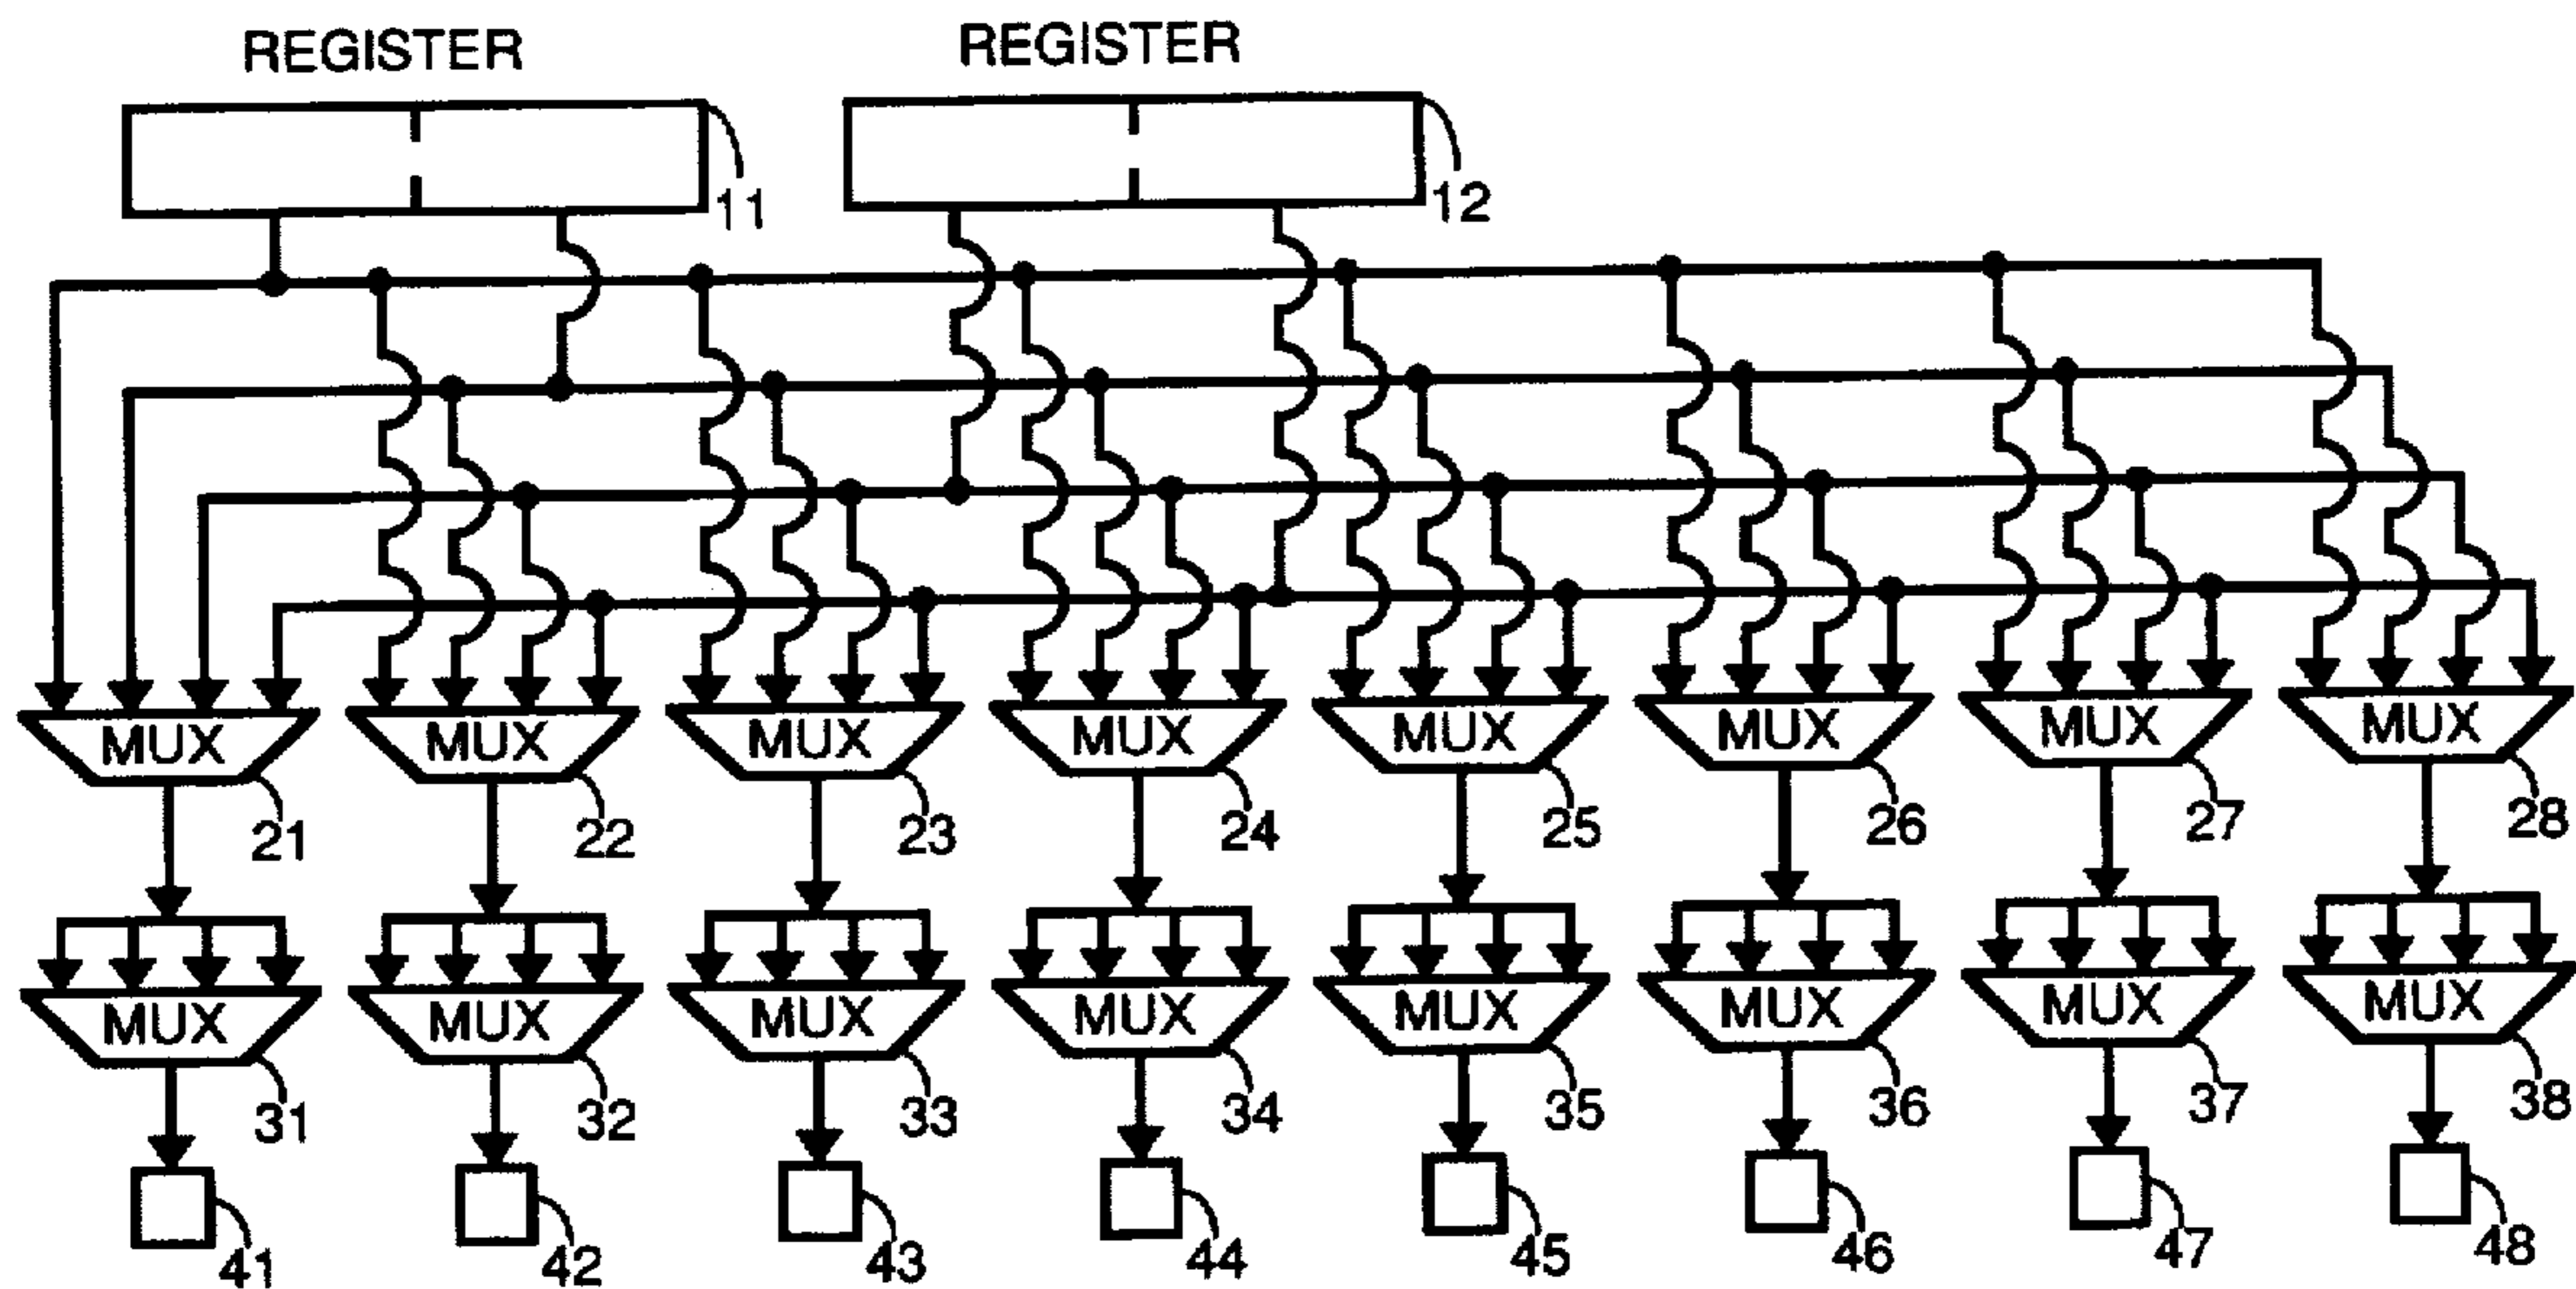 REGISTER REGISTER
11 12
MUX MUX MUX MUX MUX MUX MUX MUX
21 22 23 24 25 26 27 28
MUX MUX MUX MUX MUX MUX MUX MUX
31 32 33 34 35 36 37 38
41 42 43 44 45 46 47 48